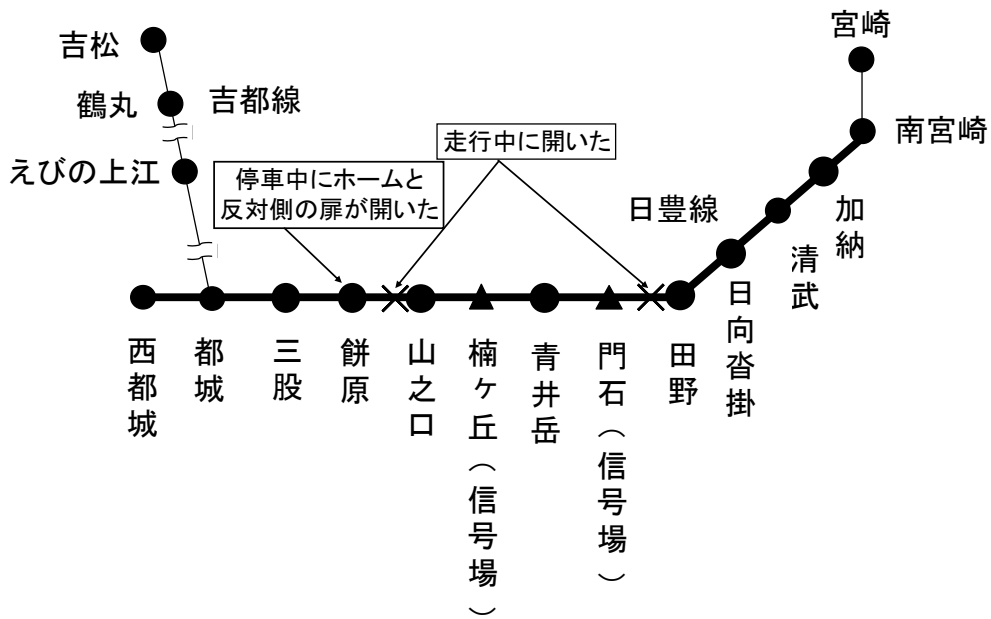 宮崎
吉松
鶴丸
吉都線
えびの上江
走行中に開いた
停車中にホームと
反対側の扉が開いた
南宮崎
加納
日豊線
清武
日向沓掛
西都城
都城
三股
餅原
山之口
楠ヶ丘（信号場）
青井岳
門石（信号場）
田野